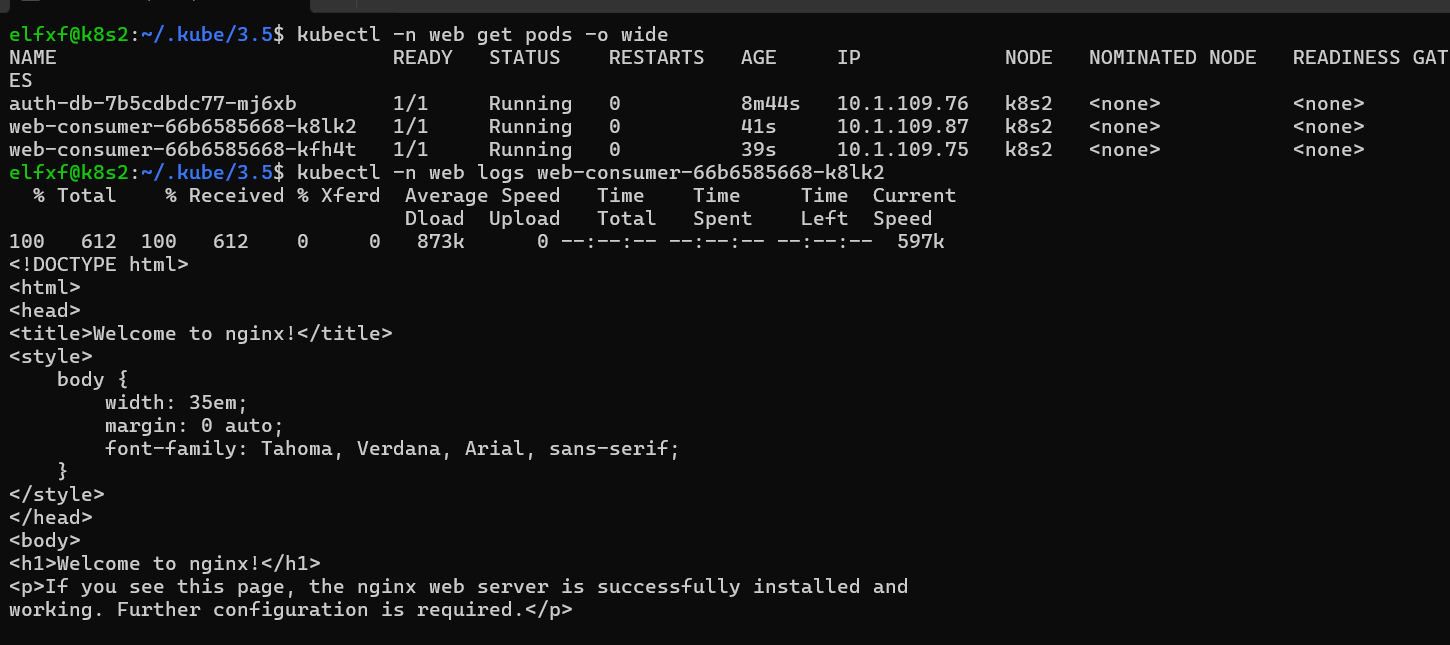 elfxf@k8s2:~/.kube/3.5$ kubectl -n web get pods -o wide
NAME                            READY   STATUS    RESTARTS   AGE     IP            NODE   NOMINATED NODE   READINESS GAT
ES
auth-db-7b5cdbdc77-mj6xb        1/1     Running   0          8m44s   10.1.109.76   k8s2   <none>           <none>
web-consumer-66b6585668-k8lk2   1/1     Running   0          41s     10.1.109.87   k8s2   <none>           <none>
web-consumer-66b6585668-kfh4t   1/1     Running   0          39s     10.1.109.75   k8s2   <none>           <none>
elfxf@k8s2:~/.kube/3.5$ kubectl -n web logs web-consumer-66b6585668-k8lk2
  % Total    % Received % Xferd  Average Speed   Time    Time     Time  Current
                                 Dload  Upload   Total   Spent    Left  Speed
100   612  100   612    0     0   873k      0 --:--:-- --:--:-- --:--:--  597k
<!DOCTYPE html>
<html>
<head>
<title>Welcome to nginx!</title>
<style>
    body {
        width: 35em;
        margin: 0 auto;
        font-family: Tahoma, Verdana, Arial, sans-serif;
    }
</style>
</head>
<body>
<h1>Welcome to nginx!</h1>
<p>If you see this page, the nginx web server is successfully installed and
working. Further configuration is required.</p>